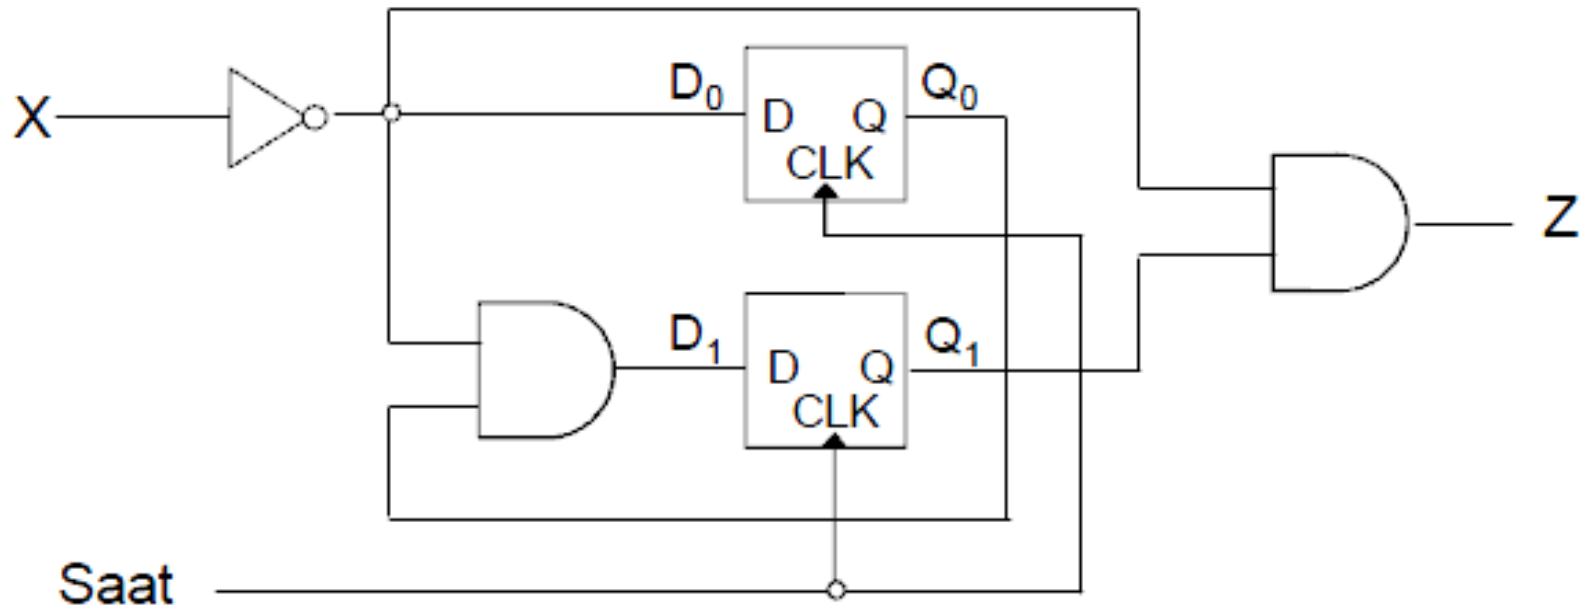 X
D₀
D Q
CLK
Q₀
Z
D₁
D Q
CLK
Q₁
Saat